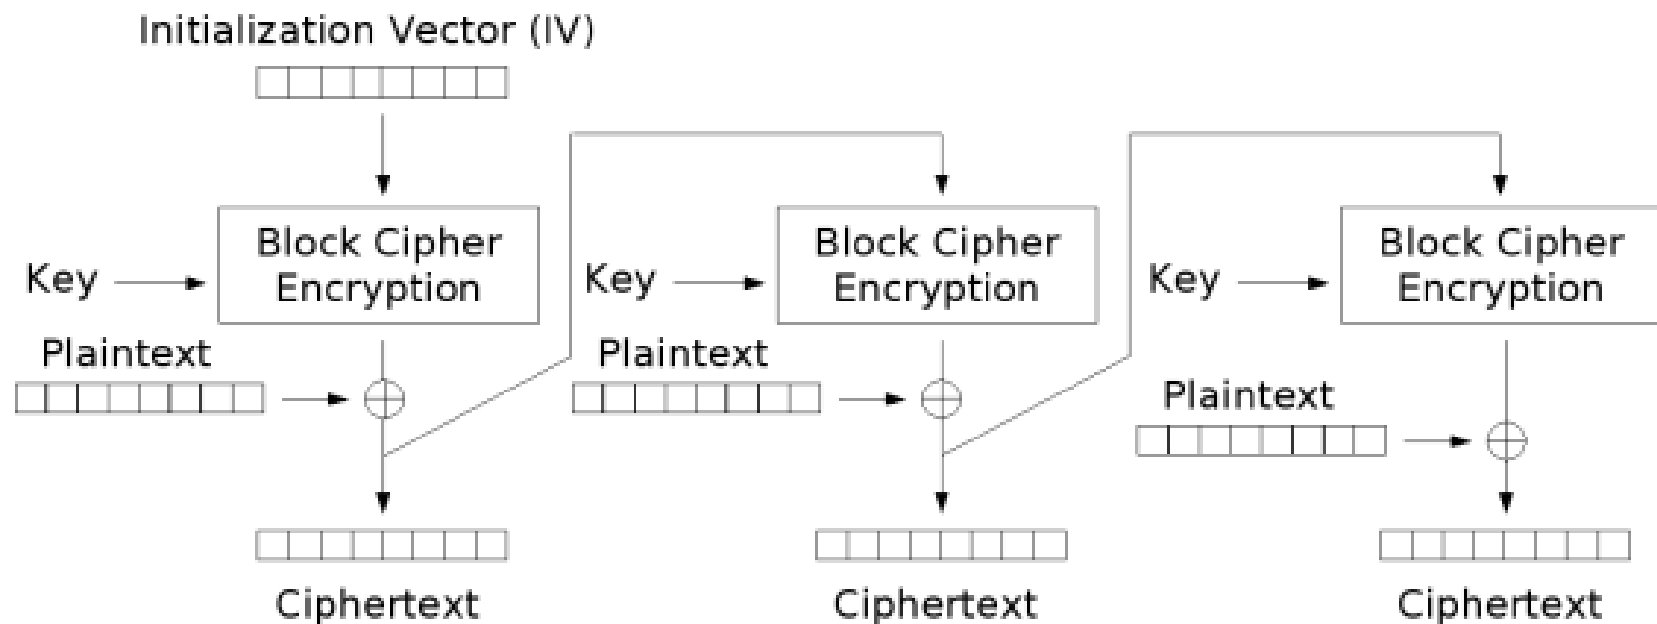 Initialization Vector (IV)
Block Cipher
Encryption
Key
Plaintext
Ciphertext
Block Cipher
Encryption
Key
Plaintext
Ciphertext
Block Cipher
Encryption
Key
Plaintext
Ciphertext